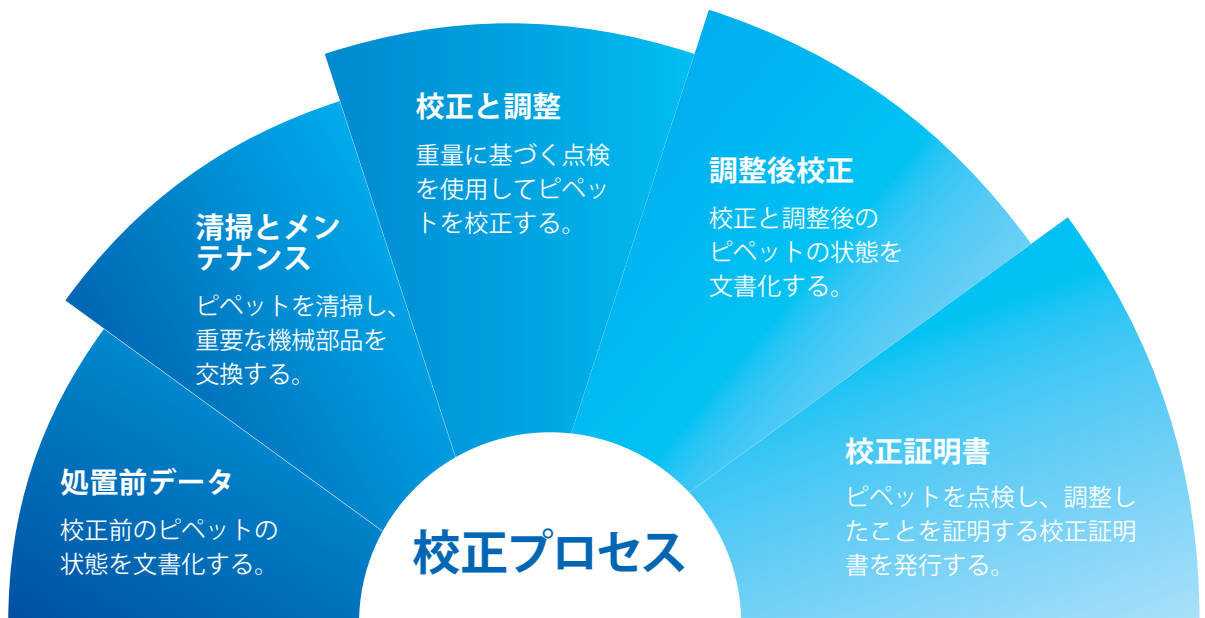 処置前データ
校正前のピペットの
状態を文書化する。
清掃とメン
テナンス
ピペットを清掃し、
重要な機械部品を
交換する。
校正と調整
重量に基づく点検
を使用してピペッ
トを校正する。
調整後校正
校正と調整後の
ピペットの状態を
文書化する。
校正証明書
ピペットを点検し、調整し
たことを証明する校正証明
書を発行する。
校正プロセス